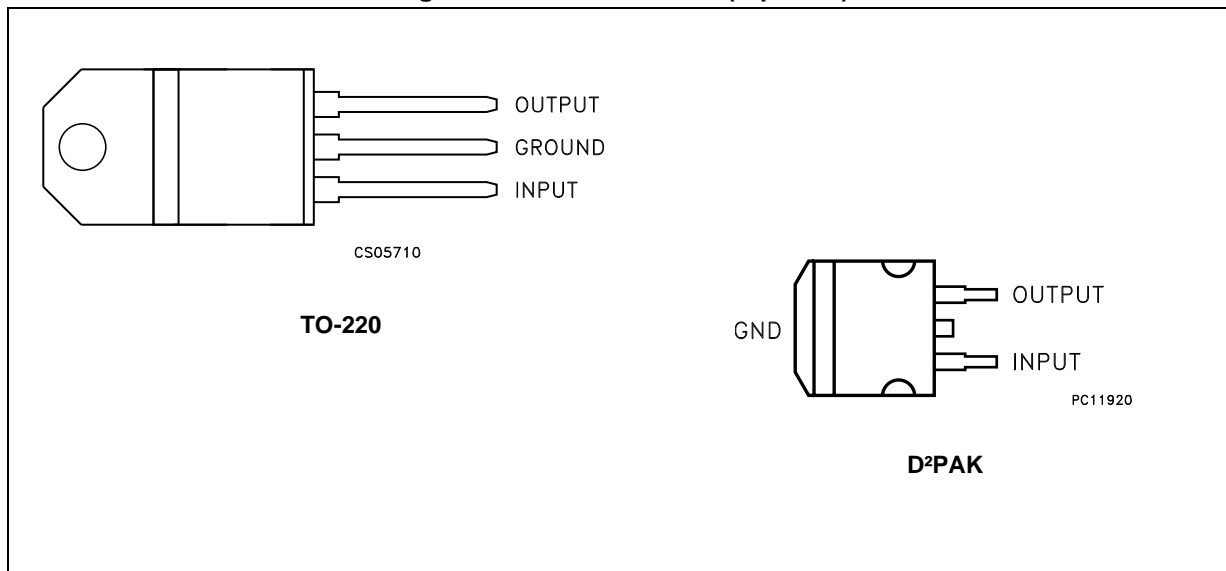 OUTPUT
GROUND
INPUT
CS05710
TO-220
GND
OUTPUT
INPUT
PC11920
D²PAK